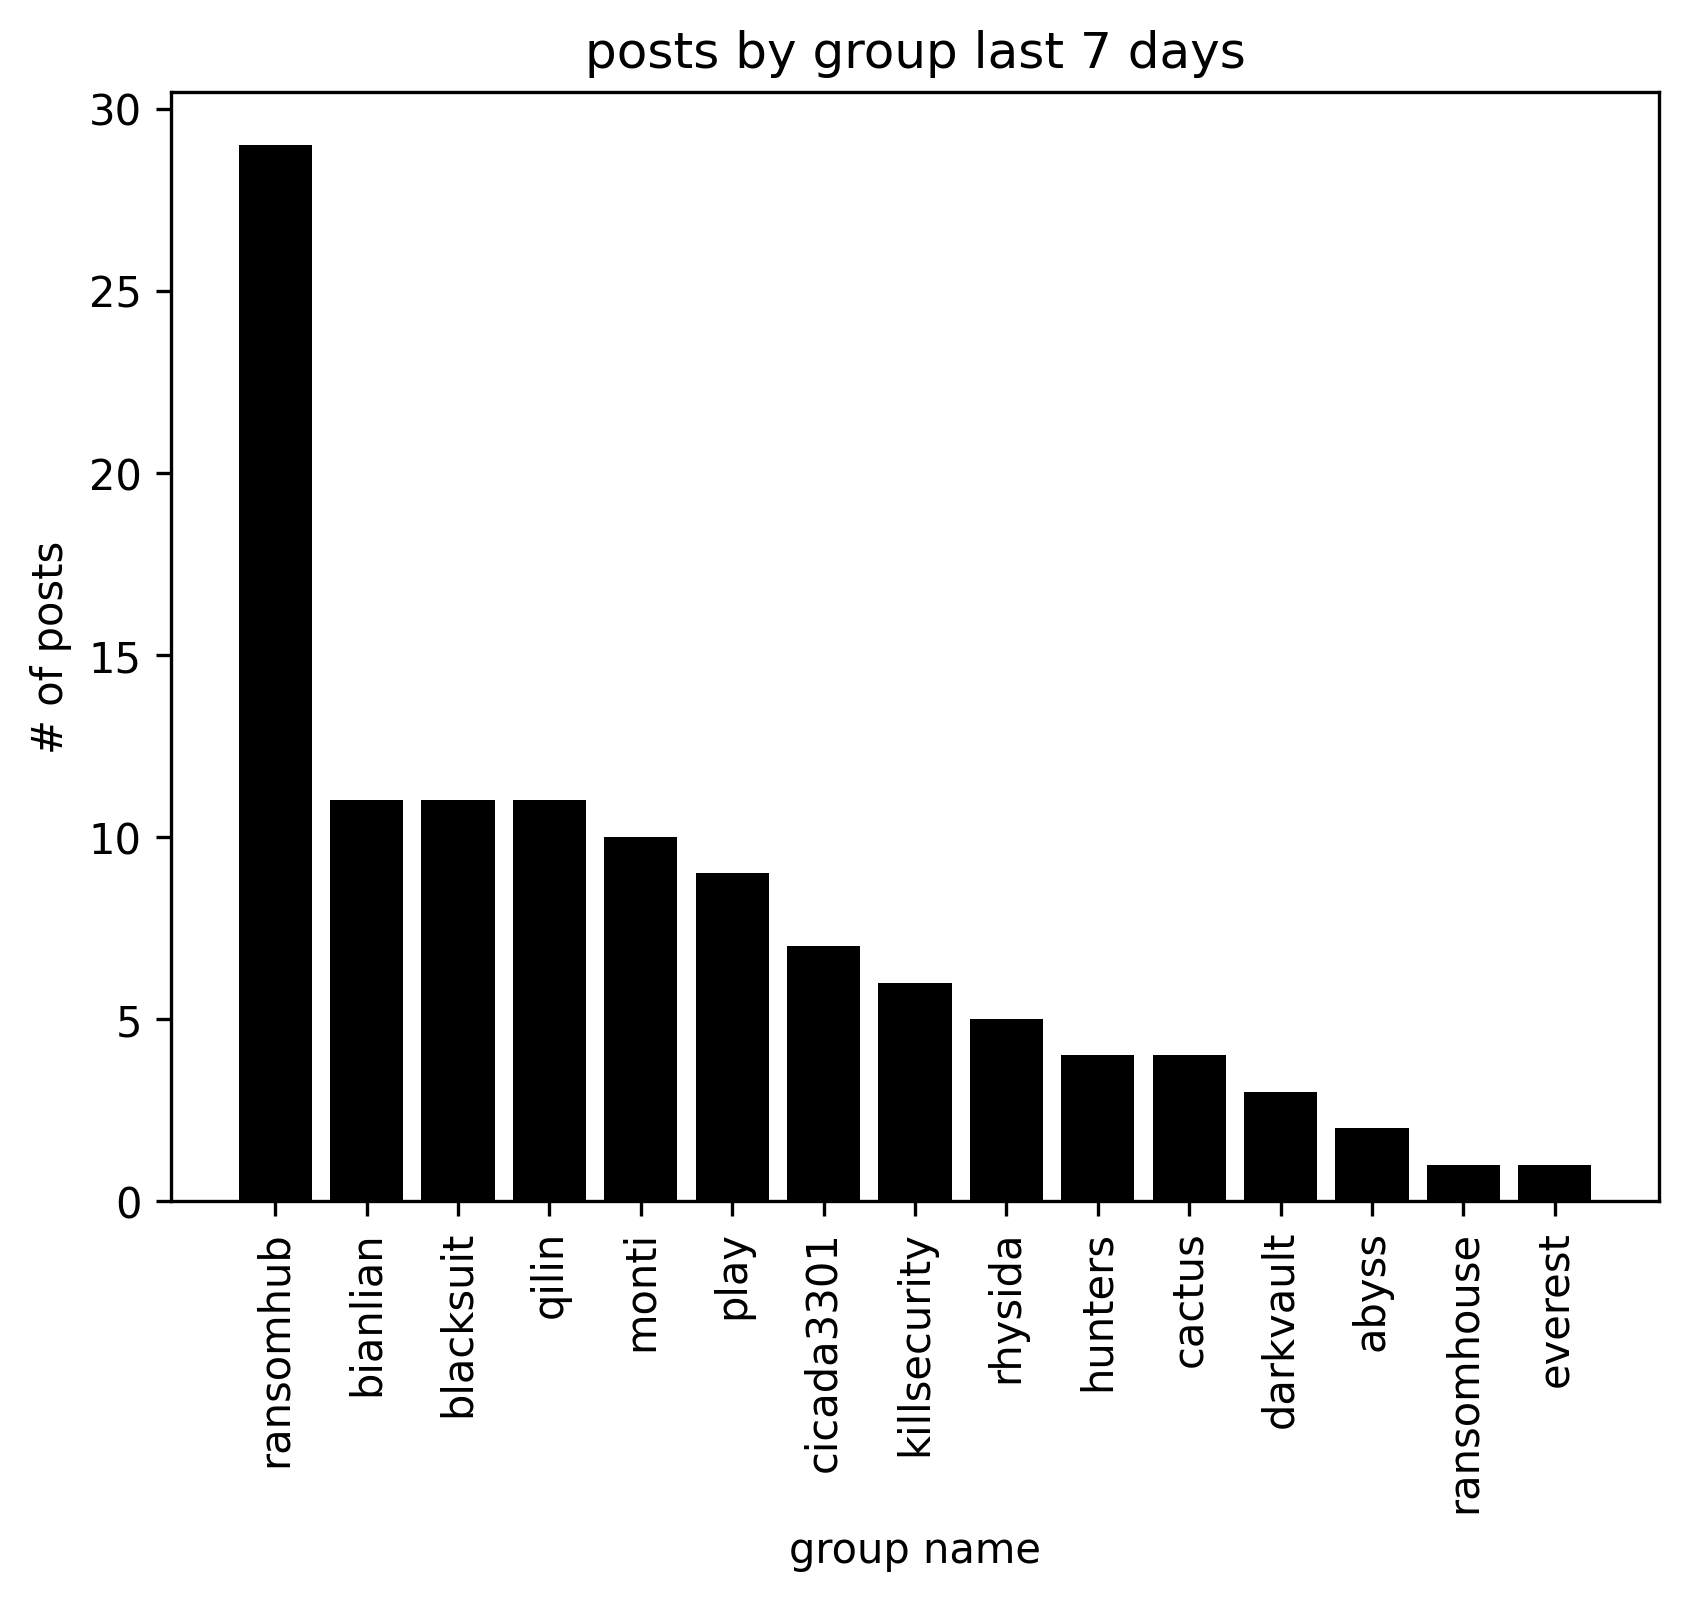 posts by group last 7 days
30
25
20
15
10
5
0
# of posts
ransomhub
bianlian
blacksuit
qilin
monti
play
cicada3301
killsecurity
rhysida
hunters
cactus
darkvault
abyss
ransomhouse
everest
group name